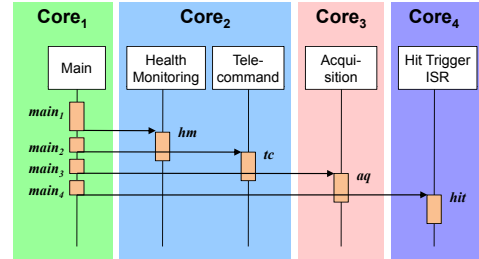 Core1 Core2 Core3 Core4
Main Health Monitoring Tele-command Acqui-sition Hit Trigger ISR
main1
hm
main2
tc
main3
aq
main4
hit